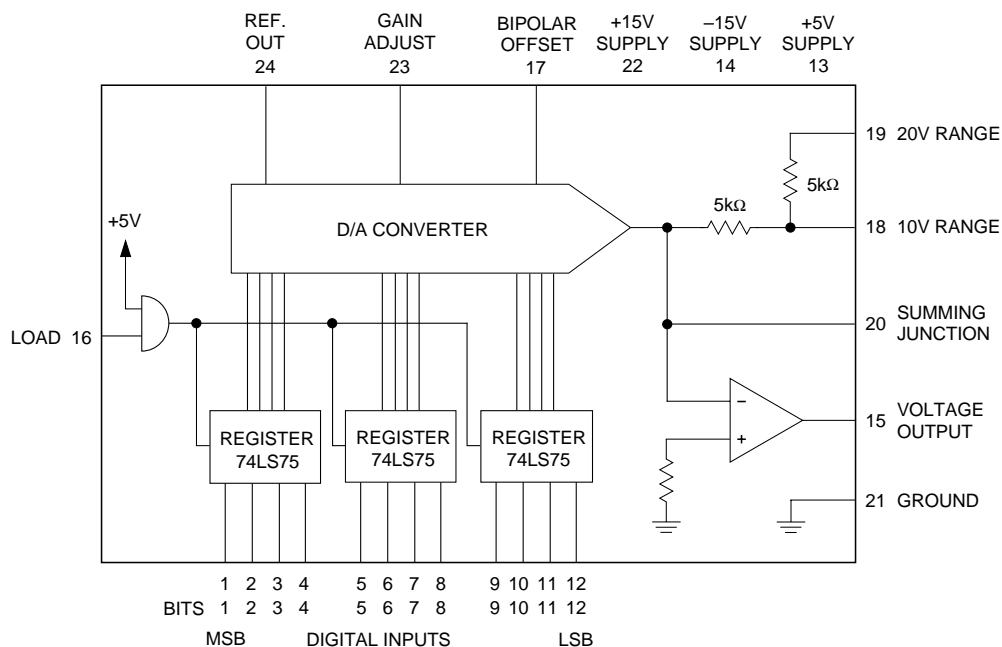 REF. OUT 24
GAIN ADJUST 23
BIPOLAR OFFSET 17
+15V SUPPLY 22
–15V SUPPLY 14
+5V SUPPLY 13
19 20V RANGE
5kΩ
5kΩ
18 10V RANGE
D/A CONVERTER
+5V
LOAD 16
20 SUMMING JUNCTION
REGISTER 74LS75
REGISTER 74LS75
REGISTER 74LS75
–
+
15 VOLTAGE OUTPUT
21 GROUND
1 2 3 4 5 6 7 8 9 10 11 12
BITS 1 2 3 4 5 6 7 8 9 10 11 12
MSB DIGITAL INPUTS LSB